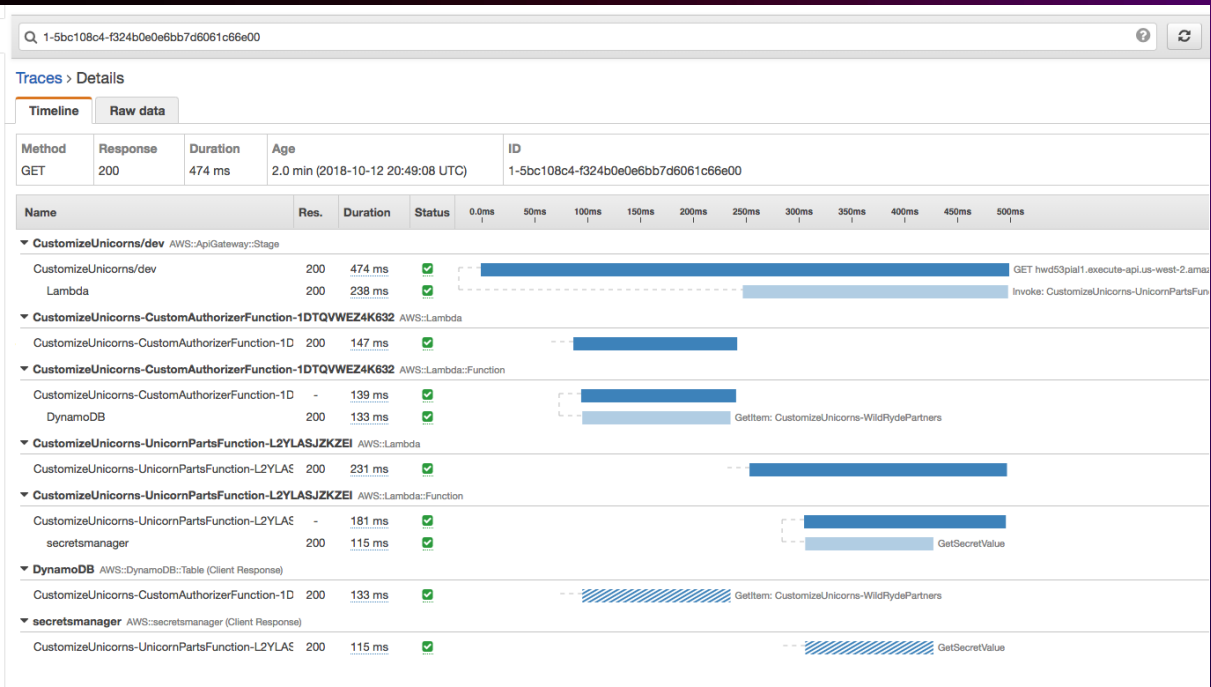 1-5bc108c4-f324b0e0e6bb7d6061c66e00
Traces > Details
Timeline Raw data
Method Response Duration Age ID
GET 200 474 ms 2.0 min (2018-10-12 20:49:08 UTC) 1-5bc108c4-f324b0e0e6bb7d6061c66e00
Name Res. Duration Status 0.0ms 50ms 100ms 150ms 200ms 250ms 300ms 350ms 400ms 450ms 500ms
CustomizeUnicorns/dev AWS::ApiGateway::Stage
CustomizeUnicorns/dev 200 474 ms GET hwd53pial1.execute-api.us-west-2.amaz
Lambda 200 238 ms Invoke: CustomizeUnicorns-UnicornPartsFun
CustomizeUnicorns-CustomAuthorizerFunction-1DTQVWEZ4K632 AWS::Lambda
CustomizeUnicorns-CustomAuthorizerFunction-1D 200 147 ms
CustomizeUnicorns-CustomAuthorizerFunction-1DTQVWEZ4K632 AWS::Lambda::Function
CustomizeUnicorns-CustomAuthorizerFunction-1D - 139 ms
DynamoDB 200 133 ms GetItem: CustomizeUnicorns-WildRydePartners
CustomizeUnicorns-UnicornPartsFunction-L2YLASJZKZEI AWS::Lambda
CustomizeUnicorns-UnicornPartsFunction-L2YLAS 200 231 ms
CustomizeUnicorns-UnicornPartsFunction-L2YLASJZKZEI AWS::Lambda::Function
CustomizeUnicorns-UnicornPartsFunction-L2YLAS - 181 ms
secretsmanager 200 115 ms GetSecretValue
DynamoDB AWS::DynamoDB::Table (Client Response)
CustomizeUnicorns-CustomAuthorizerFunction-1D 200 133 ms GetItem: CustomizeUnicorns-WildRydePartners
secretsmanager AWS::secretsmanager (Client Response)
CustomizeUnicorns-UnicornPartsFunction-L2YLAS 200 115 ms GetSecretValue